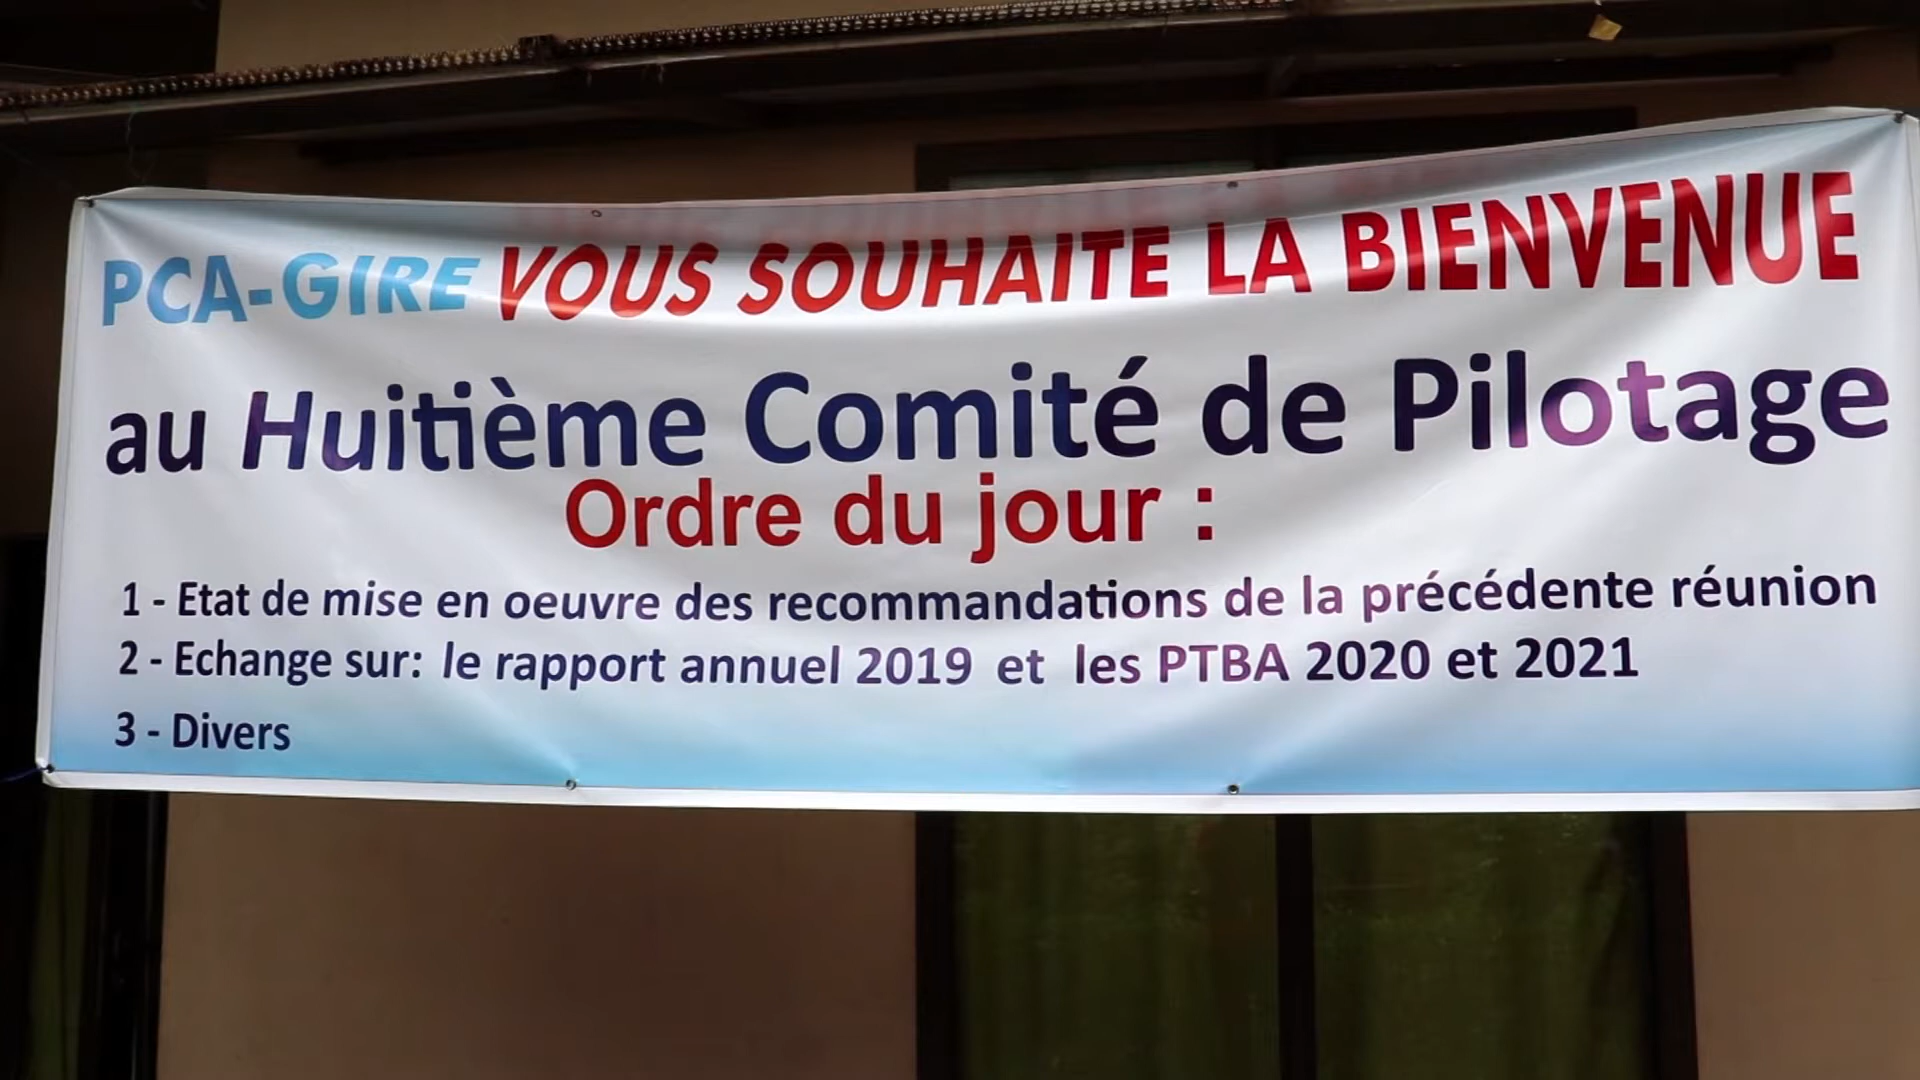 PCA-GIRE VOUS SOUHAITE LA BIENVENUE
au Huitième Comité de Pilotage
Ordre du jour :
1 - Etat de mise en oeuvre des recommandations de la précédente réunion
2 - Echange sur: le rapport annuel 2019 et les PTBA 2020 et 2021
3 - Divers